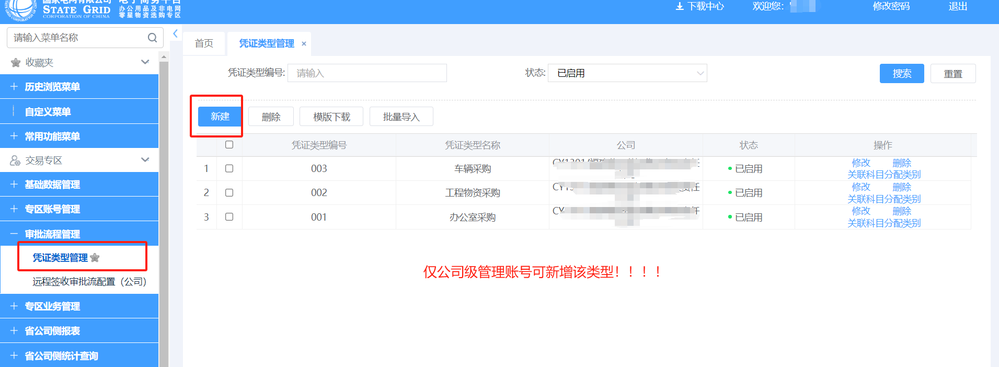 国家电网有限公司
STATE GRID
CORPORATION OF CHINA
电子商务平台
办公用品及非电网
零星物资选购专区
下载中心
欢迎您:
修改密码
退出
请输入菜单名称
收藏夹
历史浏览菜单
自定义菜单
常用功能菜单
交易专区
基础数据管理
专区账号管理
审批流程管理
凭证类型管理
远程签收审批流配置（公司）
专区业务管理
省公司侧报表
省公司侧统计查询
首页
凭证类型管理 ×
凭证类型编号: 请输入
状态: 已启用
搜索
重置
新建
删除
模版下载
批量导入
凭证类型编号 凭证类型名称 公司 状态 操作
1 003 车辆采购 已启用 修改 删除
关联科目分配类别
2 002 工程物资采购 已启用 修改 删除
关联科目分配类别
3 001 办公室采购 已启用 修改 删除
关联科目分配类别
仅公司级管理账号可新增该类型！！！！